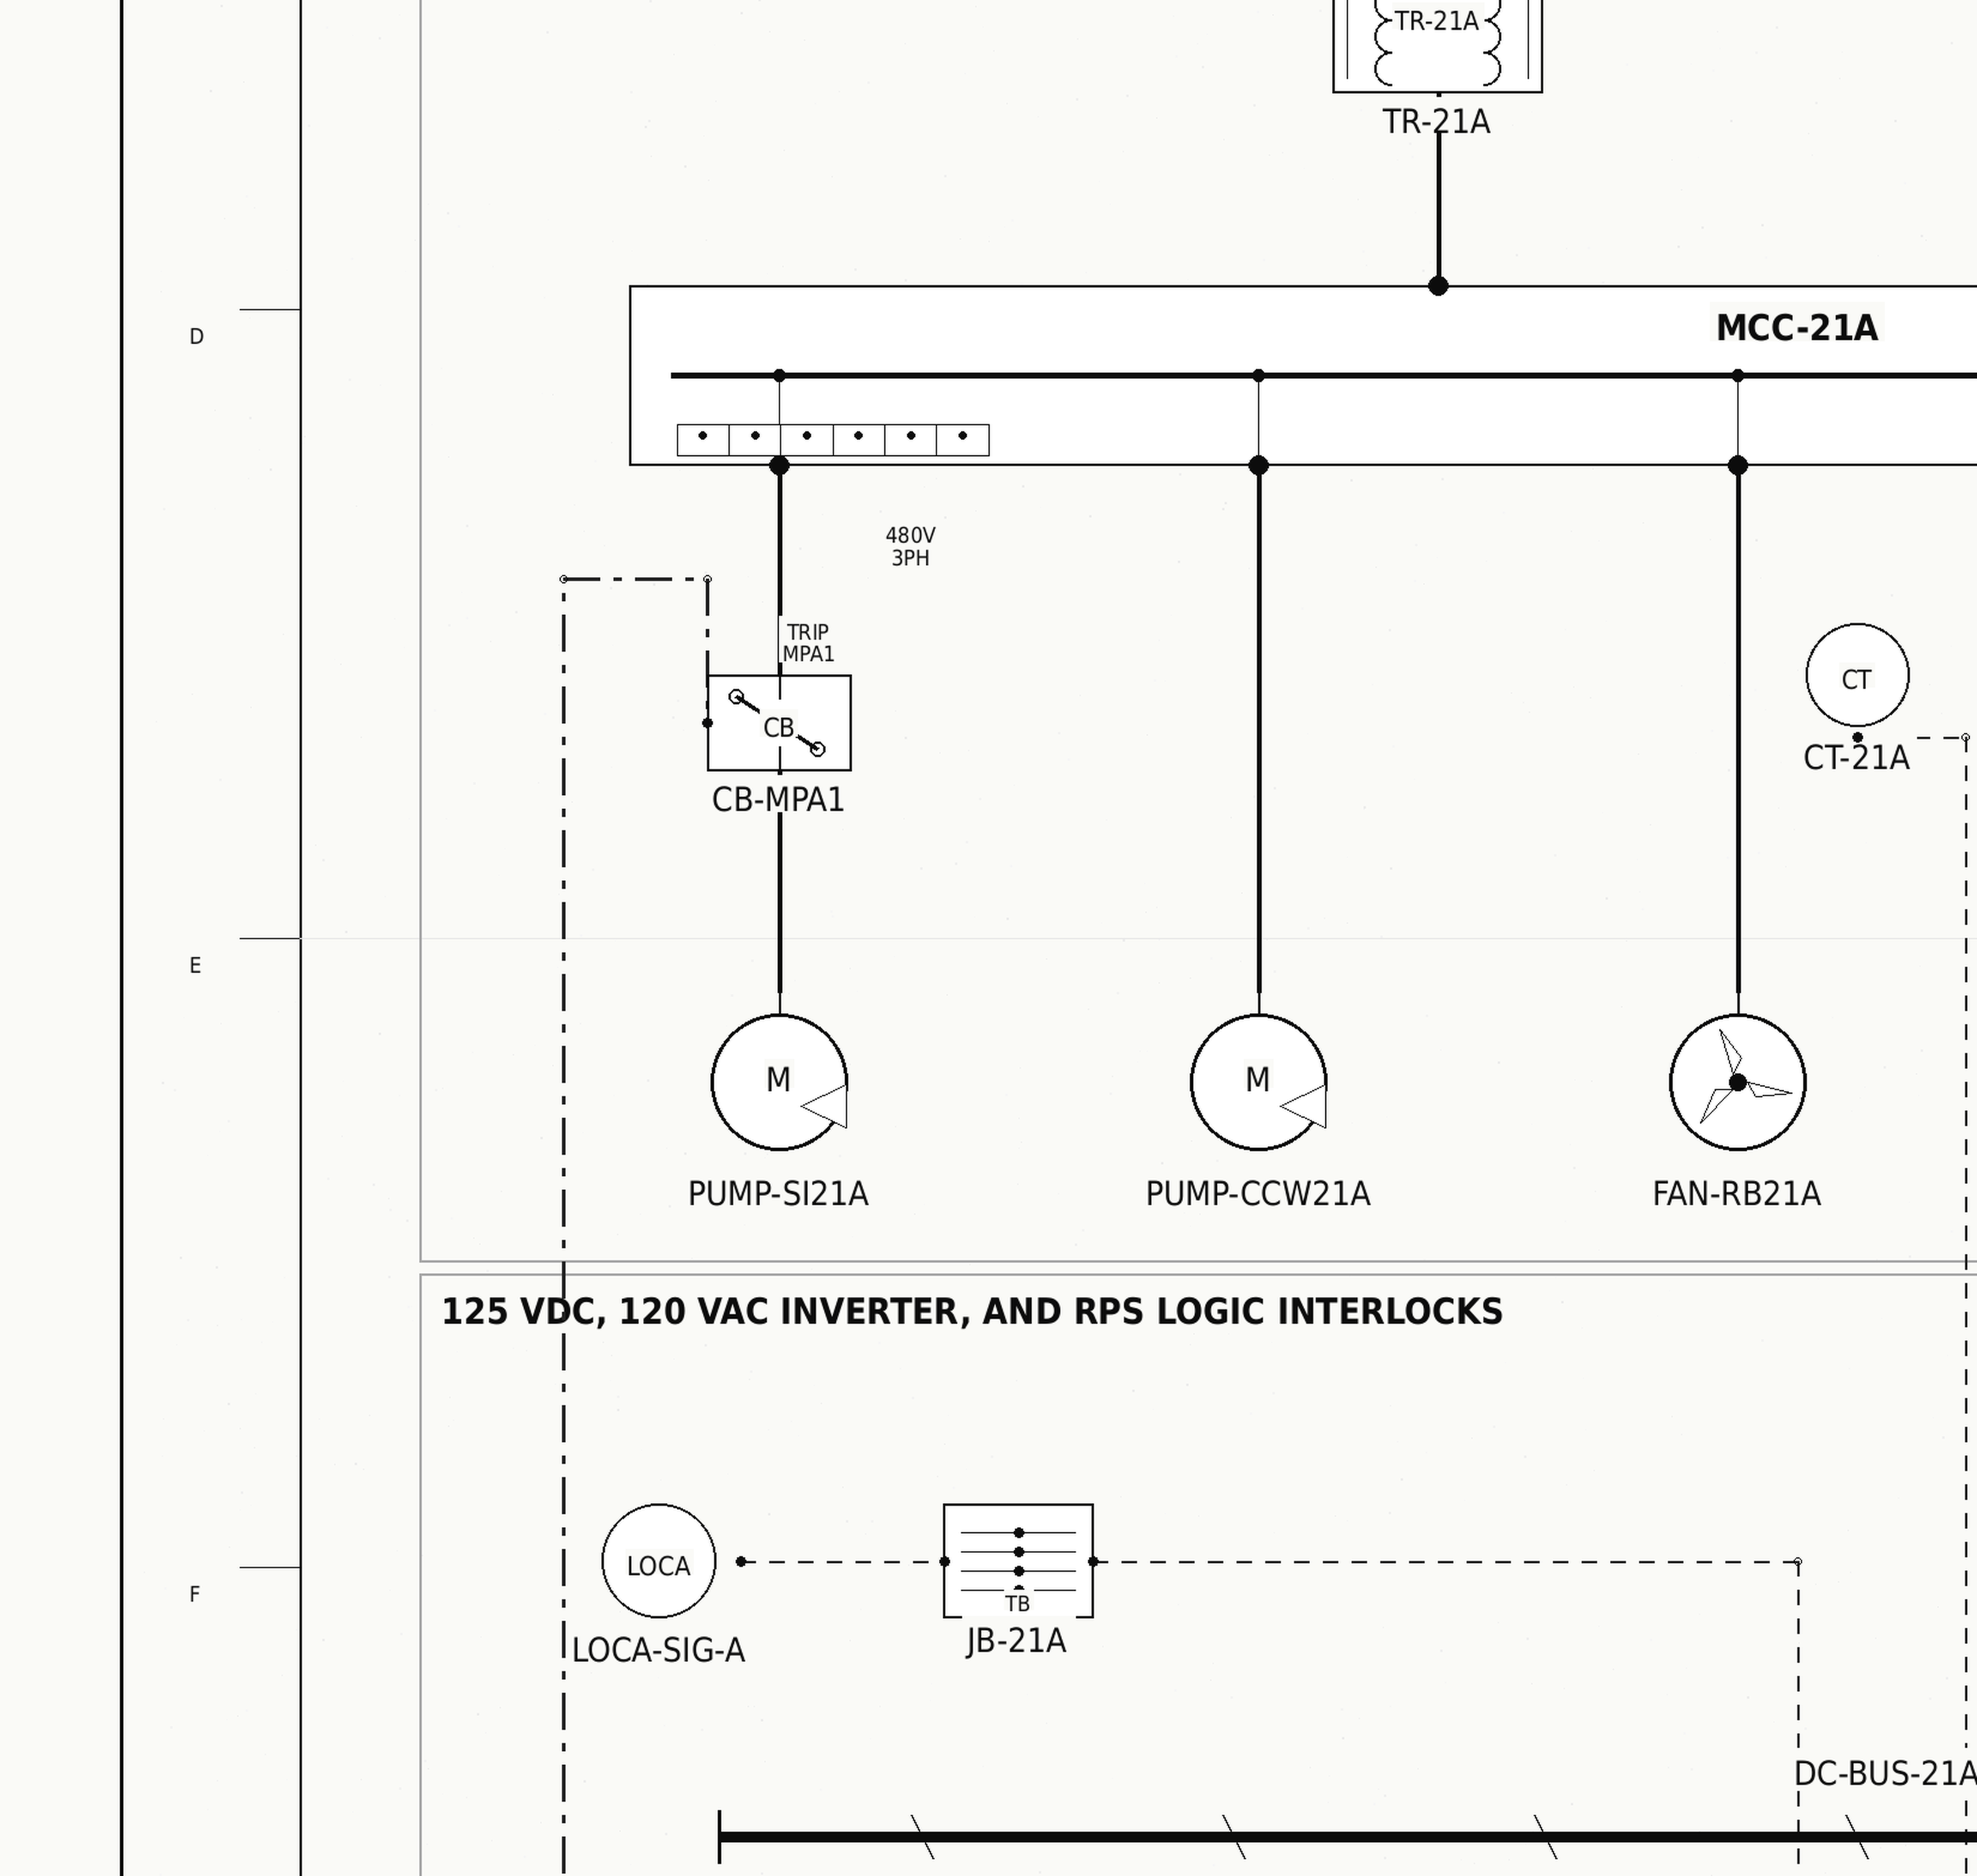 TR-21A
TR-21A
D
MCC-21A
480V
3PH
TRIP
MPA1
CT
CB
CT-21A
CB-MPA1
E
M
M
PUMP-SI21A
PUMP-CCW21A
FAN-RB21A
125 VDC, 120 VAC INVERTER, AND RPS LOGIC INTERLOCKS
LOCA
F
TB
LOCA-SIG-A
JB-21A
DC-BUS-21A